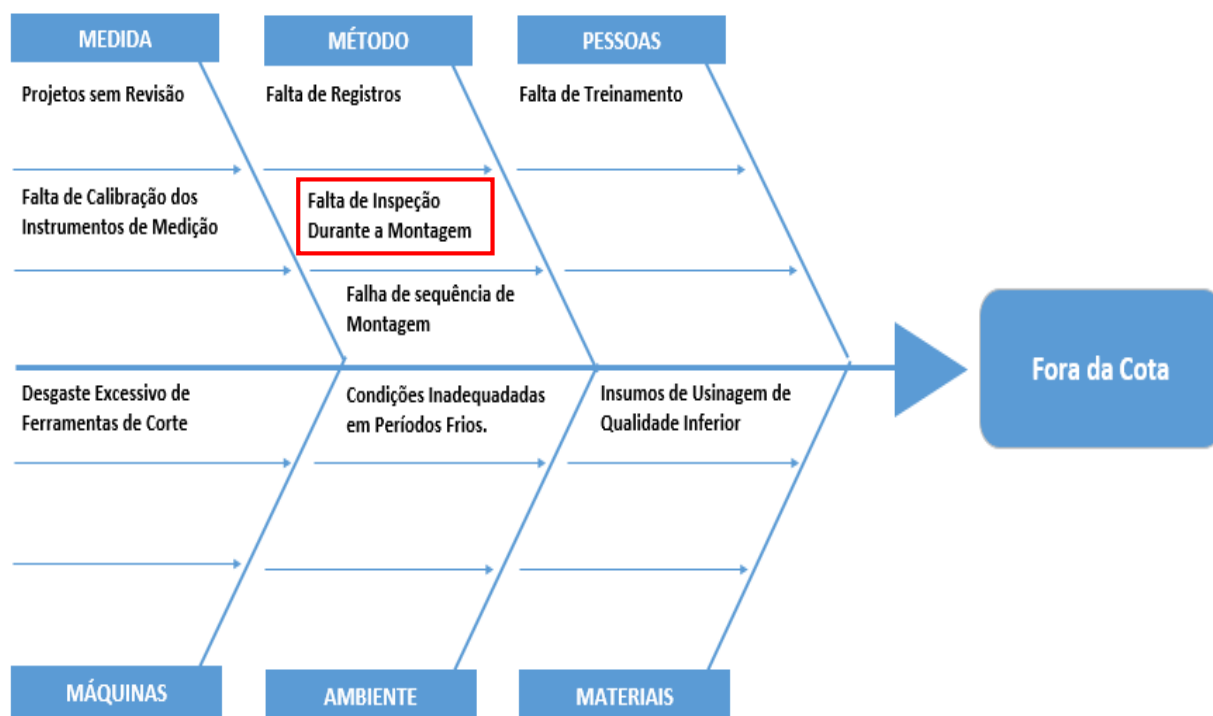 MEDIDA
MÉTODO
PESSOAS
Projetos sem Revisão
Falta de Registros
Falta de Treinamento
Falta de Calibração dos
Instrumentos de Medição
Falta de Inspeção
Durante a Montagem
Falha de sequência de
Montagem
Fora da Cota
Desgaste Excessivo de
Ferramentas de Corte
Condições Inadequadadas
em Períodos Frios.
Insumos de Usinagem de
Qualidade Inferior
MÁQUINAS
AMBIENTE
MATERIAIS